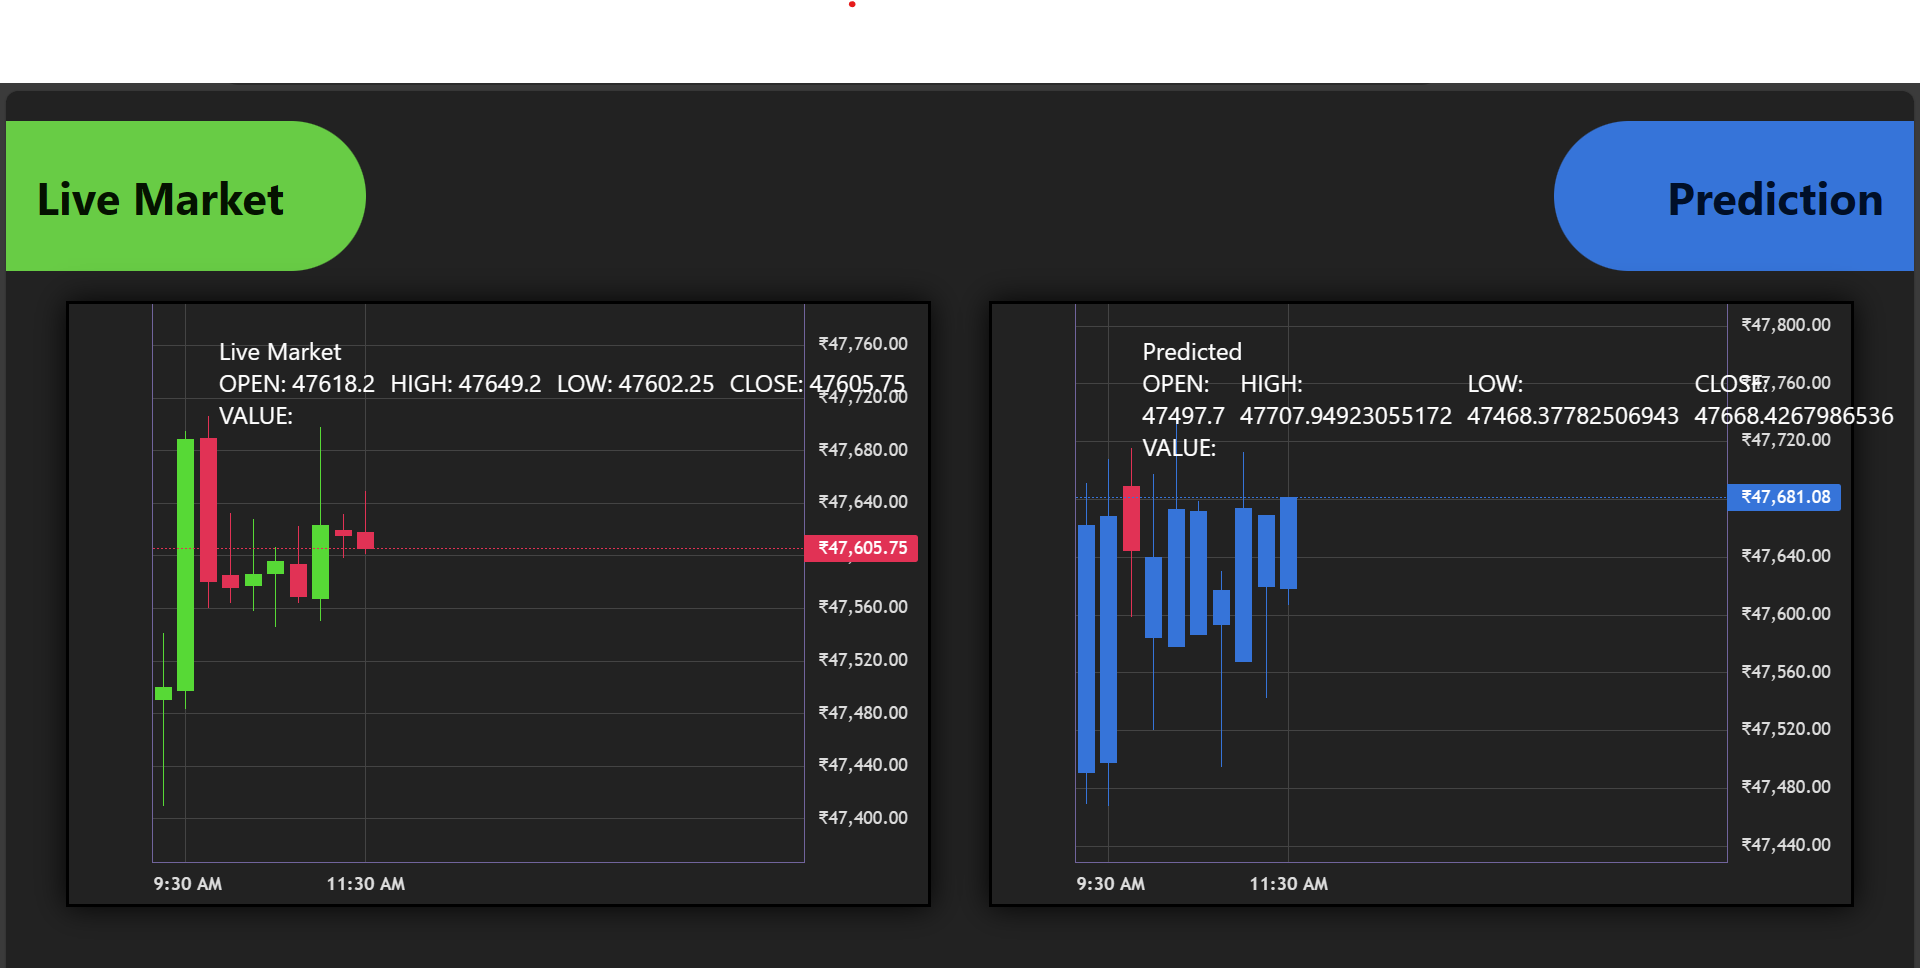 Live Market
Prediction
Live Market
OPEN: 47618.2 HIGH: 47649.2 LOW: 47602.25 CLOSE: 47605.75
VALUE:
₹47,760.00
₹47,720.00
₹47,680.00
₹47,640.00
₹47,605.75
₹47,560.00
₹47,520.00
₹47,480.00
₹47,440.00
₹47,400.00
9:30 AM 11:30 AM
Predicted
OPEN: HIGH: LOW: CLOSE:
47497.7 47707.94923055172 47468.37782506943 47668.4267986536
VALUE:
₹47,800.00
₹47,760.00
₹47,720.00
₹47,681.08
₹47,640.00
₹47,600.00
₹47,560.00
₹47,520.00
₹47,480.00
₹47,440.00
9:30 AM 11:30 AM